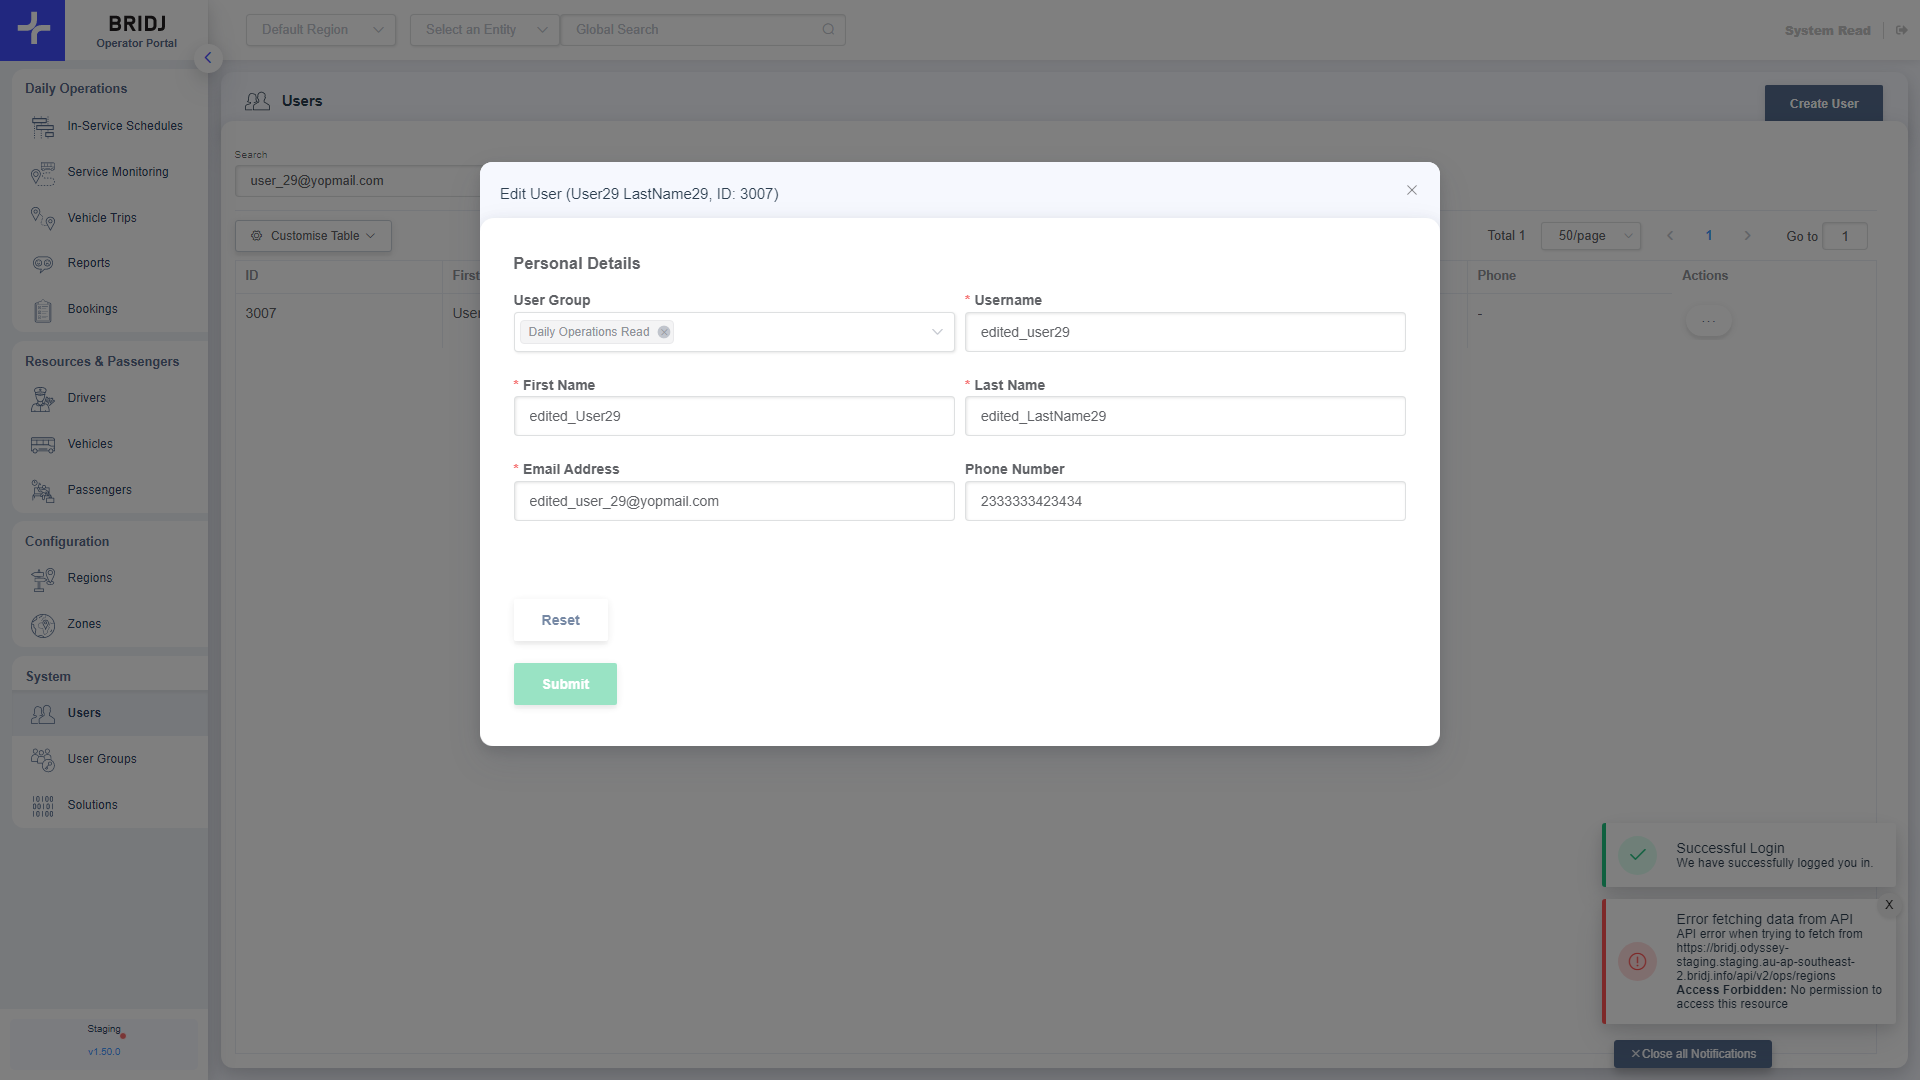 BRIDJ
Operator Portal
Default Region
Select an Entity
Global Search
System Read
Daily Operations
In-Service Schedules
Service Monitoring
Vehicle Trips
Reports
Bookings
Resources & Passengers
Drivers
Vehicles
Passengers
Configuration
Regions
Zones
System
Users
User Groups
Solutions
Staging
v1.50.0
Users
Create User
Search
user_29@yopmail.com
Customise Table
Total 1
50/page
1
Go to
1
ID
First
Phone
Actions
3007
User
-
...
Edit User (User29 LastName29, ID: 3007)
Personal Details
User Group
* Username
Daily Operations Read
edited_user29
* First Name
* Last Name
edited_User29
edited_LastName29
* Email Address
Phone Number
edited_user_29@yopmail.com
2333333423434
Reset
Submit
Successful Login
We have successfully logged you in.
X
Error fetching data from API
API error when trying to fetch from
https://bridj.odyssey-
staging.staging.au-ap-southeast-
2.bridj.info/api/v2/ops/regions
Access Forbidden: No permission to
access this resource
×Close all Notifications